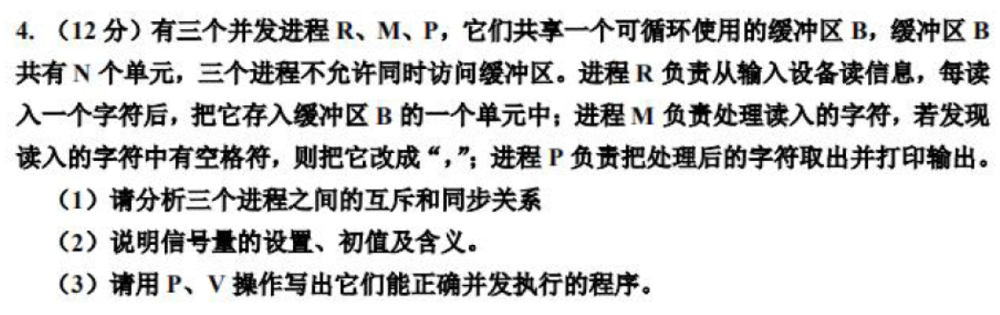 4. （12 分）有三个并发进程 R、M、P，它们共享一个可循环使用的缓冲区 B，缓冲区 B
共有 N 个单元，三个进程不允许同时访问缓冲区。进程 R 负责从输入设备读信息，每读
入一个字符后，把它存入缓冲区 B 的一个单元中；进程 M 负责处理读入的字符，若发现
读入的字符中有空格符，则把它改成“，”；进程 P 负责把处理后的字符取出并打印输出。
（1）请分析三个进程之间的互斥和同步关系
（2）说明信号量的设置、初值及含义。
（3）请用 P、V 操作写出它们能正确并发执行的程序。